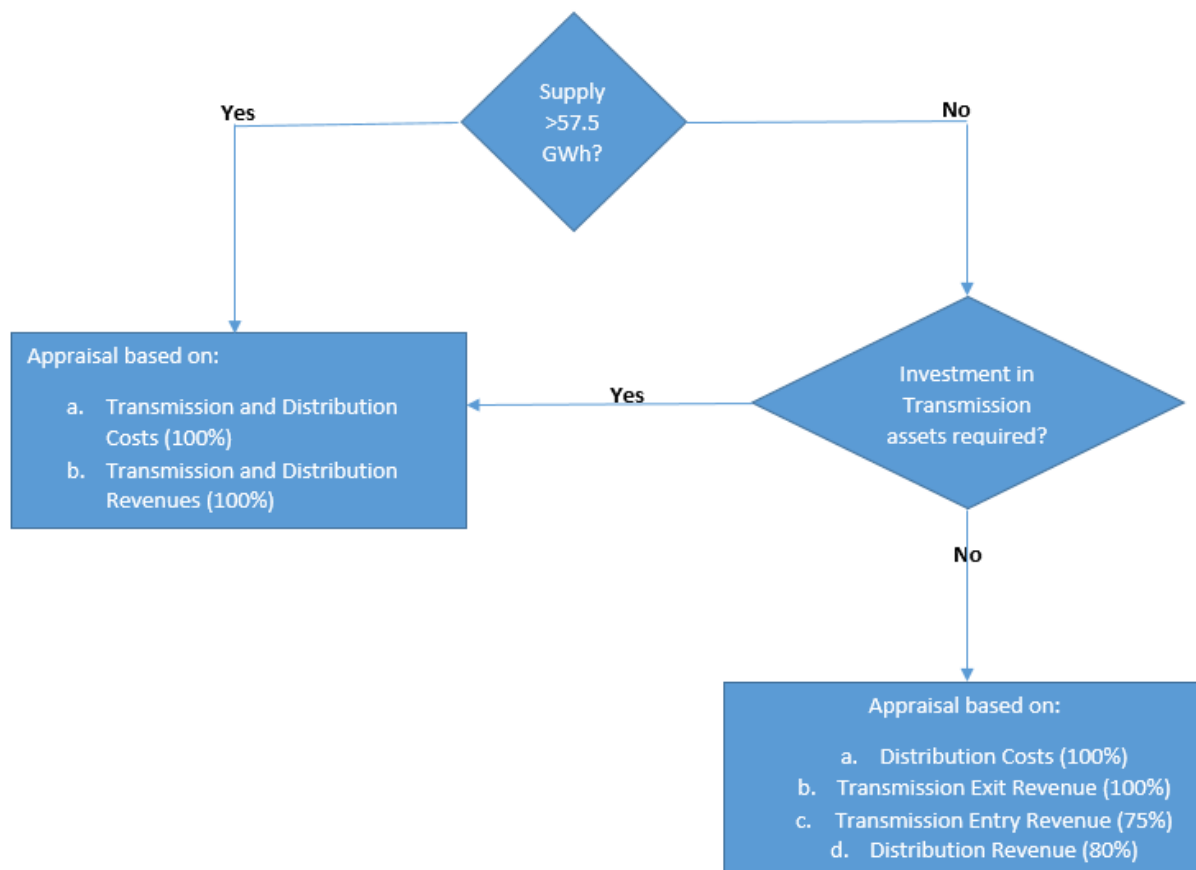 Supply
>57.5
GWh?
Yes
No
Appraisal based on:
a. Transmission and Distribution
Costs (100%)
b. Transmission and Distribution
Revenues (100%)
Yes
Investment in
Transmission
assets required?
No
Appraisal based on:
a. Distribution Costs (100%)
b. Transmission Exit Revenue (100%)
c. Transmission Entry Revenue (75%)
d. Distribution Revenue (80%)